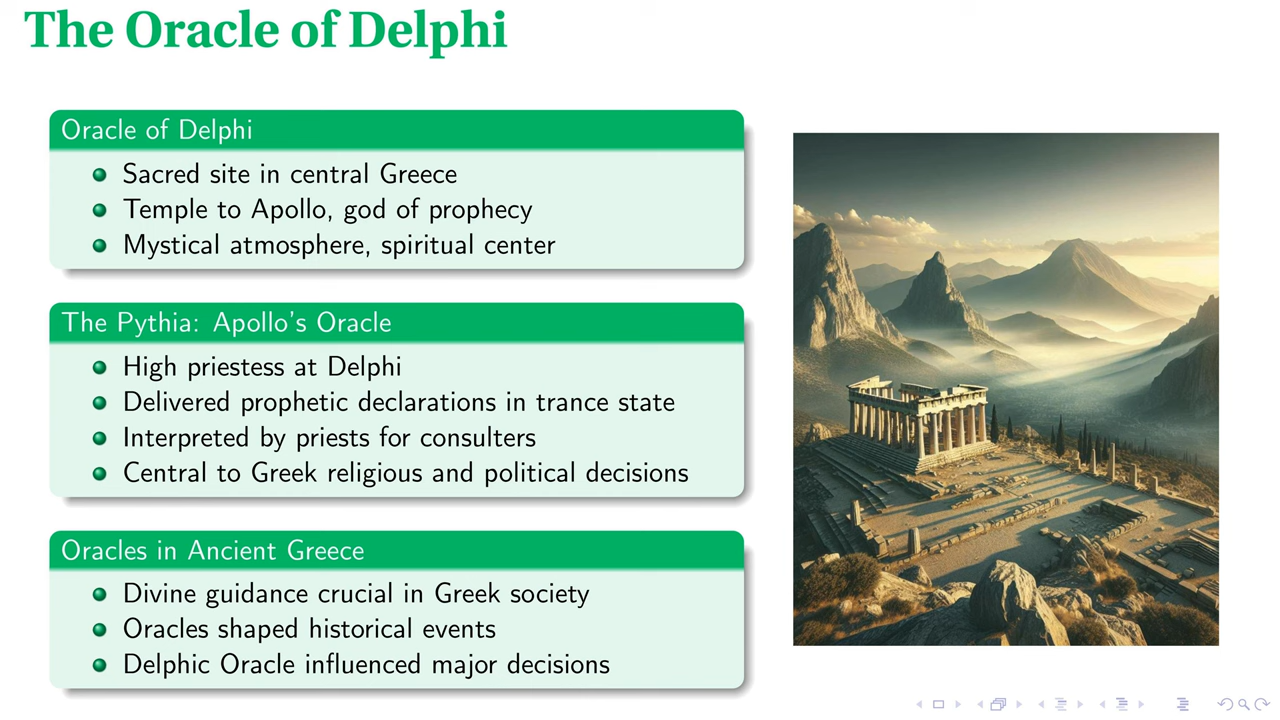 The Oracle of Delphi
Oracle of Delphi
Sacred site in central Greece
Temple to Apollo, god of prophecy
Mystical atmosphere, spiritual center
The Pythia: Apollo's Oracle
High priestess at Delphi
Delivered prophetic declarations in trance state
Interpreted by priests for consulters
Central to Greek religious and political decisions
Oracles in Ancient Greece
Divine guidance crucial in Greek society
Oracles shaped historical events
Delphic Oracle influenced major decisions